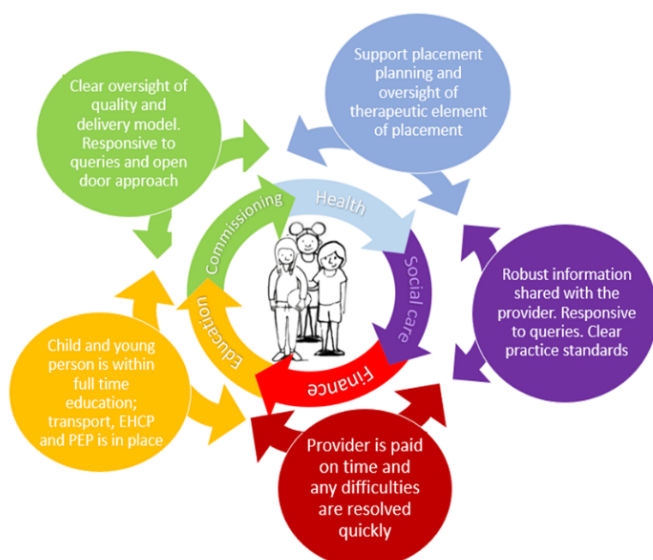 Clear oversight of
quality and
delivery model.
Responsive to
queries and open
door approach
Support placement
planning and
oversight of
therapeutic element
of placement
Commissioning
Health
Social care
Finance
Education
Robust information
shared with the
provider. Responsive
to queries. Clear
practice standards
Child and young
person is within
full time
education;
transport, EHCP
and PEP is in place
Provider is paid
on time and
any difficulties
are resolved
quickly